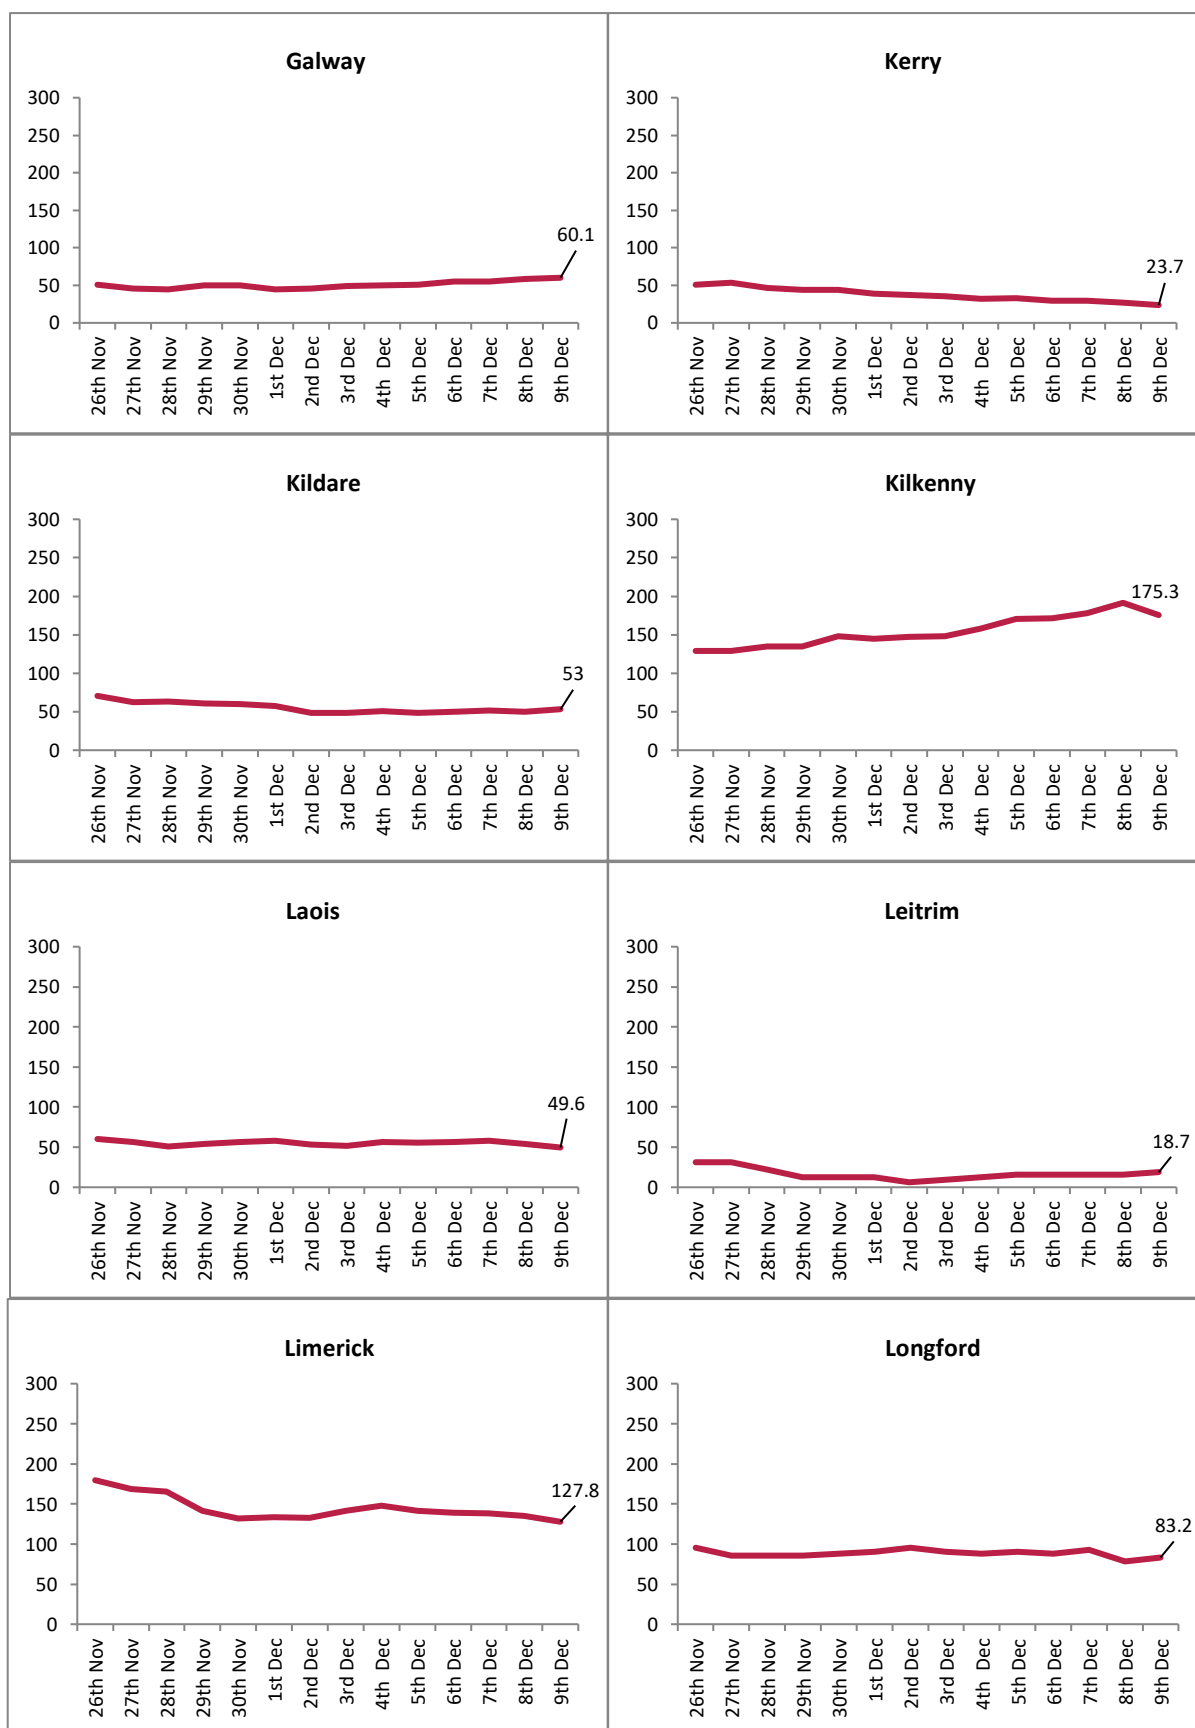 Galway
300
250
200
150
100
50
0
60.1
26th Nov
27th Nov
28th Nov
29th Nov
30th Nov
1st Dec
2nd Dec
3rd Dec
4th Dec
5th Dec
6th Dec
7th Dec
8th Dec
9th Dec
Kerry
300
250
200
150
100
50
0
23.7
26th Nov
27th Nov
28th Nov
29th Nov
30th Nov
1st Dec
2nd Dec
3rd Dec
4th Dec
5th Dec
6th Dec
7th Dec
8th Dec
9th Dec
Kildare
300
250
200
150
100
50
0
53
26th Nov
27th Nov
28th Nov
29th Nov
30th Nov
1st Dec
2nd Dec
3rd Dec
4th Dec
5th Dec
6th Dec
7th Dec
8th Dec
9th Dec
Kilkenny
300
250
200
150
100
50
0
175.3
26th Nov
27th Nov
28th Nov
29th Nov
30th Nov
1st Dec
2nd Dec
3rd Dec
4th Dec
5th Dec
6th Dec
7th Dec
8th Dec
9th Dec
Laois
300
250
200
150
100
50
0
49.6
26th Nov
27th Nov
28th Nov
29th Nov
30th Nov
1st Dec
2nd Dec
3rd Dec
4th Dec
5th Dec
6th Dec
7th Dec
8th Dec
9th Dec
Leitrim
300
250
200
150
100
50
0
18.7
26th Nov
27th Nov
28th Nov
29th Nov
30th Nov
1st Dec
2nd Dec
3rd Dec
4th Dec
5th Dec
6th Dec
7th Dec
8th Dec
9th Dec
Limerick
300
250
200
150
100
50
0
127.8
26th Nov
27th Nov
28th Nov
29th Nov
30th Nov
1st Dec
2nd Dec
3rd Dec
4th Dec
5th Dec
6th Dec
7th Dec
8th Dec
9th Dec
Longford
300
250
200
150
100
50
0
83.2
26th Nov
27th Nov
28th Nov
29th Nov
30th Nov
1st Dec
2nd Dec
3rd Dec
4th Dec
5th Dec
6th Dec
7th Dec
8th Dec
9th Dec